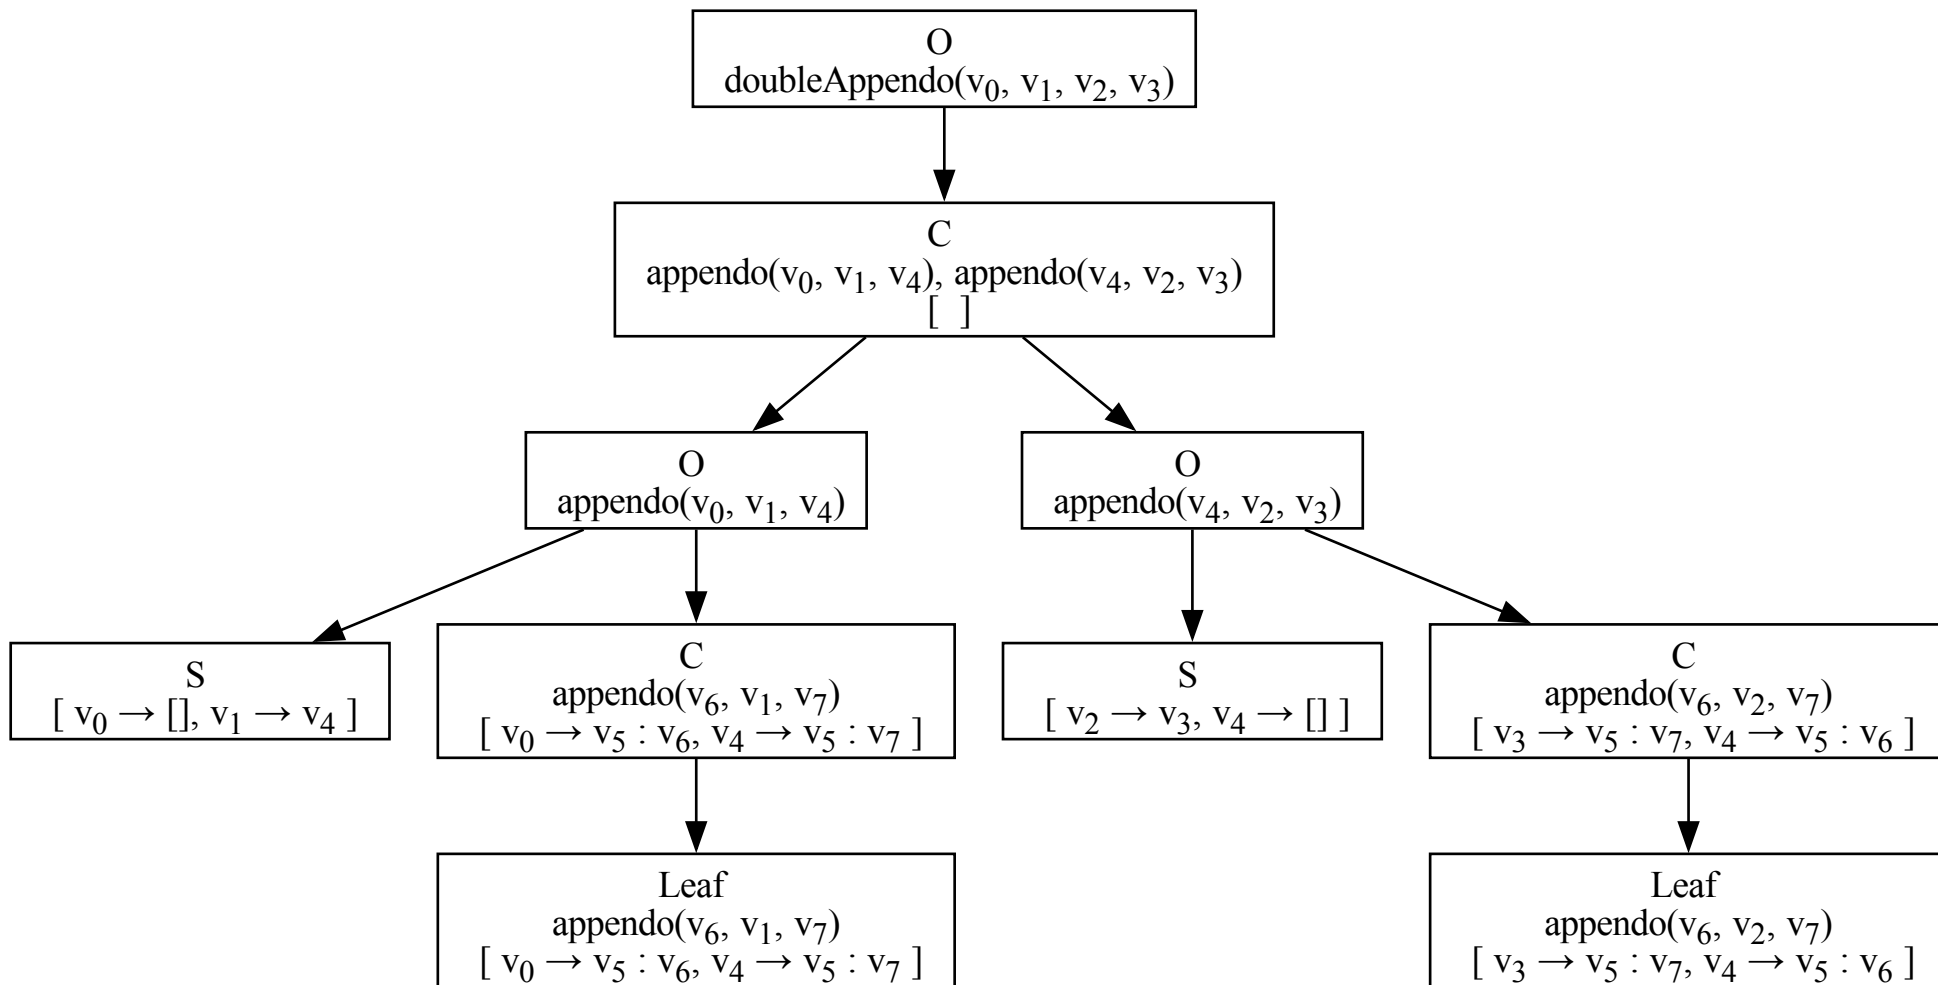 O
doubleAppendo(v₀, v₁, v₂, v₃)
C
appendo(v₀, v₁, v₄), appendo(v₄, v₂, v₃)
[ ]
O
appendo(v₀, v₁, v₄)
O
appendo(v₄, v₂, v₃)
S
[ v₀ → [], v₁ → v₄ ]
C
appendo(v₆, v₁, v₇)
[ v₀ → v₅ : v₆, v₄ → v₅ : v₇ ]
S
[ v₂ → v₃, v₄ → [] ]
C
appendo(v₆, v₂, v₇)
[ v₃ → v₅ : v₇, v₄ → v₅ : v₆ ]
Leaf
appendo(v₆, v₁, v₇)
[ v₀ → v₅ : v₆, v₄ → v₅ : v₇ ]
Leaf
appendo(v₆, v₂, v₇)
[ v₃ → v₅ : v₇, v₄ → v₅ : v₆ ]